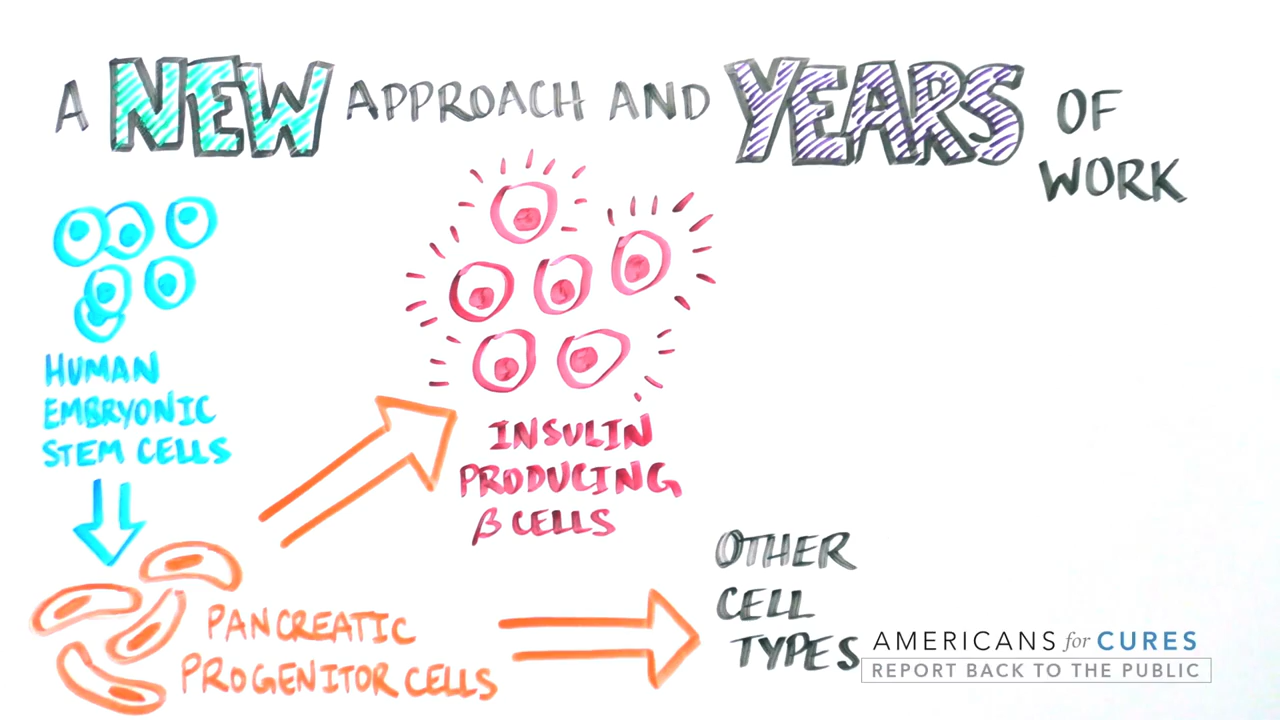 A NEW APPROACH AND YEARS OF
WORK
HUMAN
EMBRYONIC
STEM CELLS
INSULIN
PRODUCING
β CELLS
PANCREATIC
PROGENITOR CELLS
OTHER
CELL
TYPES
AMERICANS for CURES
REPORT BACK TO THE PUBLIC